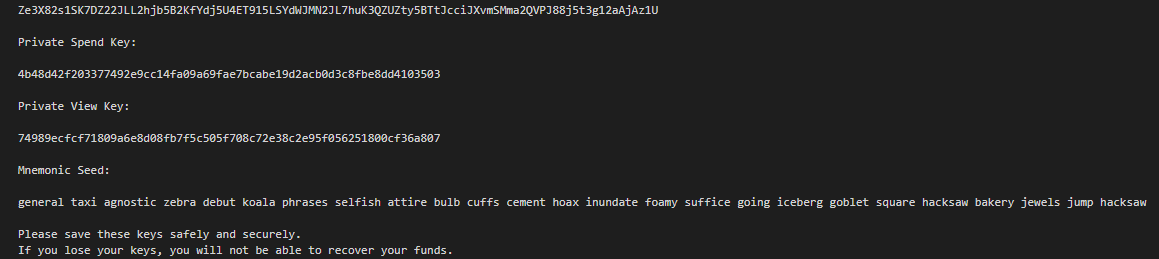 Ze3X82s1SK7DZ22JLL2hjb5B2KfYdj5U4ET915LSYdWJMN2JL7huK3QZUZty5BTtJcciJXvmSMma2QVPJ88j5t3g12aAjAz1U
Private Spend Key:
4b48d42f203377492e9cc14fa09a69fae7bcabe19d2acb0d3c8fbe8dd4103503
Private View Key:
74989ecfcf71809a6e8d08fb7f5c505f708c72e38c2e95f056251800cf36a807
Mnemonic Seed:
general taxi agnostic zebra debut koala phrases selfish attire bulb cuffs cement hoax inundate foamy suffice going iceberg goblet square hacksaw bakery jewels jump hacksaw
Please save these keys safely and securely.
If you lose your keys, you will not be able to recover your funds.